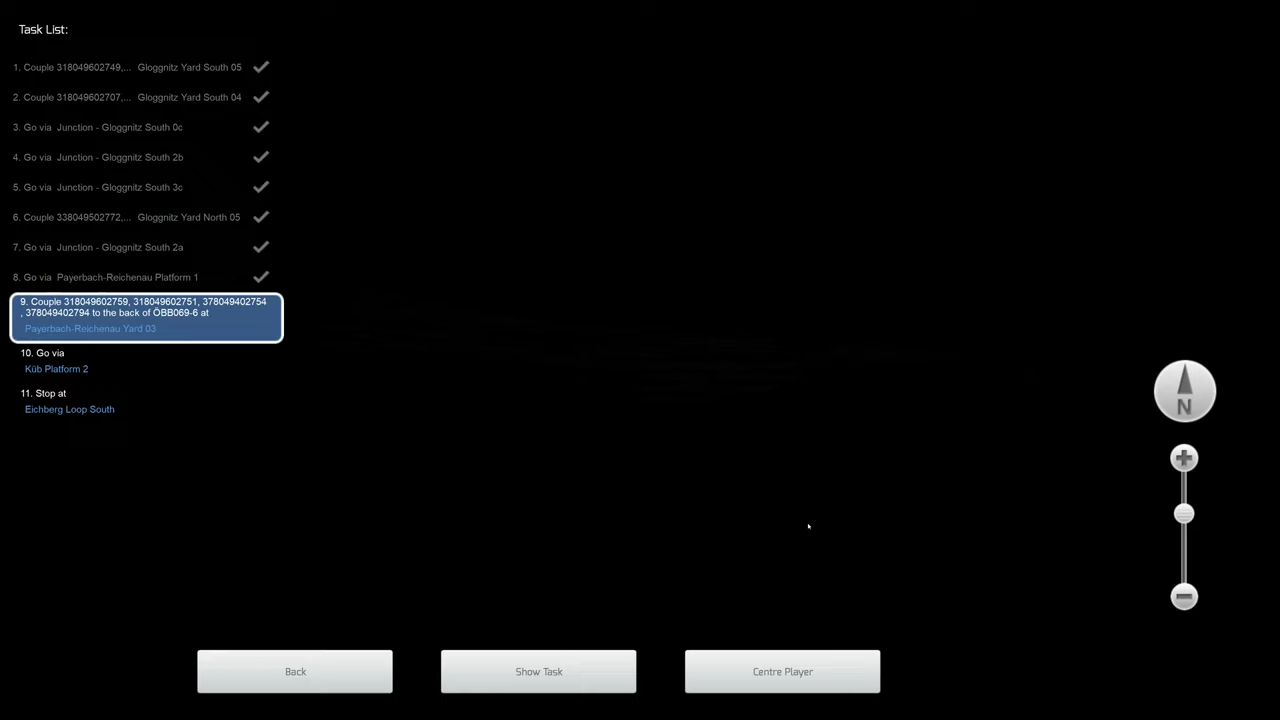 Task List:
1. Couple 318049602749,... Gloggnitz Yard South 05
2. Couple 318049602707,... Gloggnitz Yard South 04
3. Go via Junction - Gloggnitz South 0c
4. Go via Junction - Gloggnitz South 2b
5. Go via Junction - Gloggnitz South 3c
6. Couple 338049502772,... Gloggnitz Yard North 05
7. Go via Junction - Gloggnitz South 2a
8. Go via Payerbach-Reichenau Platform 1
9. Couple 318049602759, 318049602751, 378049402754
, 378049402794 to the back of ÖBB069-6 at
Payerbach-Reichenau Yard 03
10. Go via
Küb Platform 2
11. Stop at
Eichberg Loop South
N
Back
Show Task
Centre Player